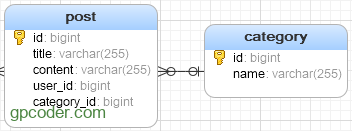 post
id: bigint
title: varchar(255)
content: varchar(255)
user_id: bigint
category_id: bigint
gpcoder.com
category
id: bigint
name: varchar(255)